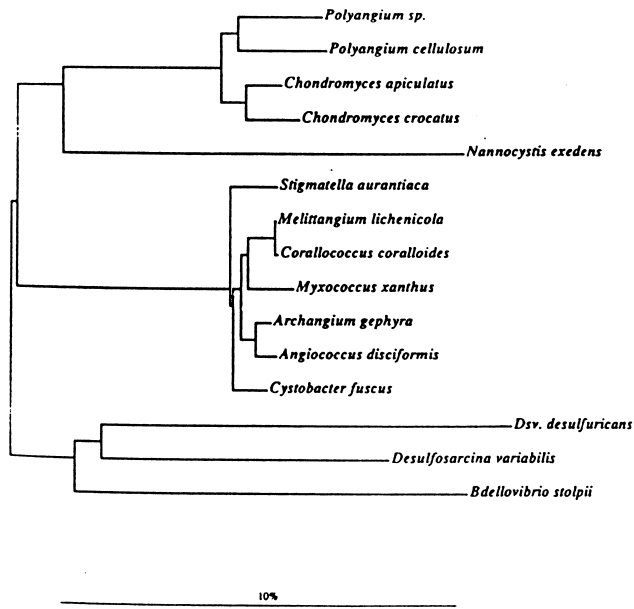 Polyangium sp.
Polyangium cellulosum
Chondromyces apiculatus
Chondromyces crocatus
Nannocystis exedens
Stigmatella aurantiaca
Melittangium lichenicola
Corallococcus coralloides
Myxococcus xanthus
Archangium gephyra
Angiococcus disciformis
Cystobacter fuscus
Dsv. desulfuricans
Desulfosarcina variabilis
Bdellovibrio stolpii
10%